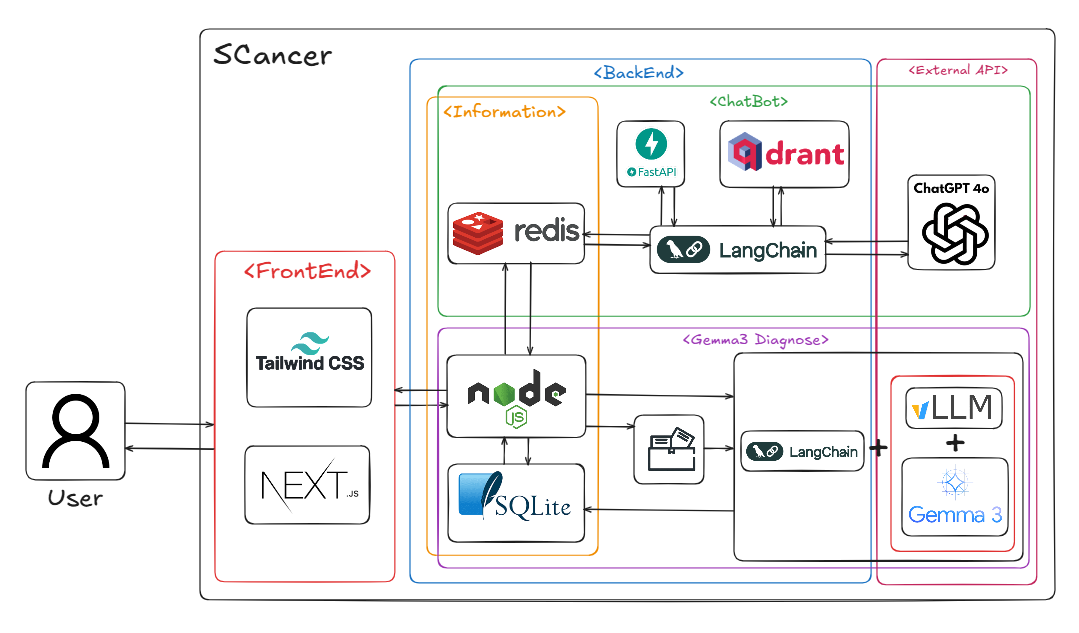 SCancer
<BackEnd>
<External API>
<ChatBot>
<Information>
FastAPI
qdrant
ChatGPT 4o
redis
LangChain
<FrontEnd>
Tailwind CSS
<Gemma3 Diagnose>
node
JS
vLLM
+
LangChain
+
NEXT.JS
SQLite
Gemma 3
User